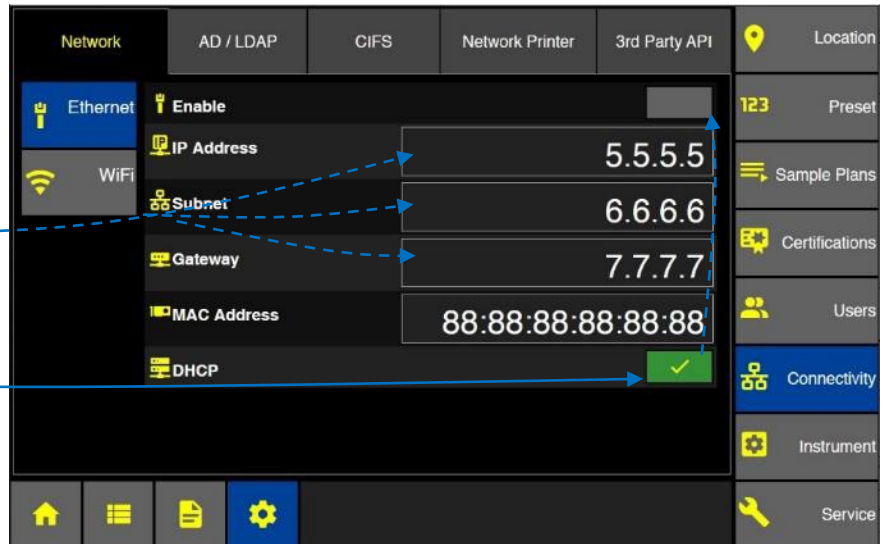 Network
AD / LDAP
CIFS
Network Printer
3rd Party API
Location
Ethernet
Enable
123
Preset
IP
IP Address
5.5.5.5
WiFi
Sample Plans
Subnet
6.6.6.6
Certifications
Gateway
7.7.7.7
Users
MAC Address
88:88:88:88:88:88
DHCP
Connectivity
Instrument
Service